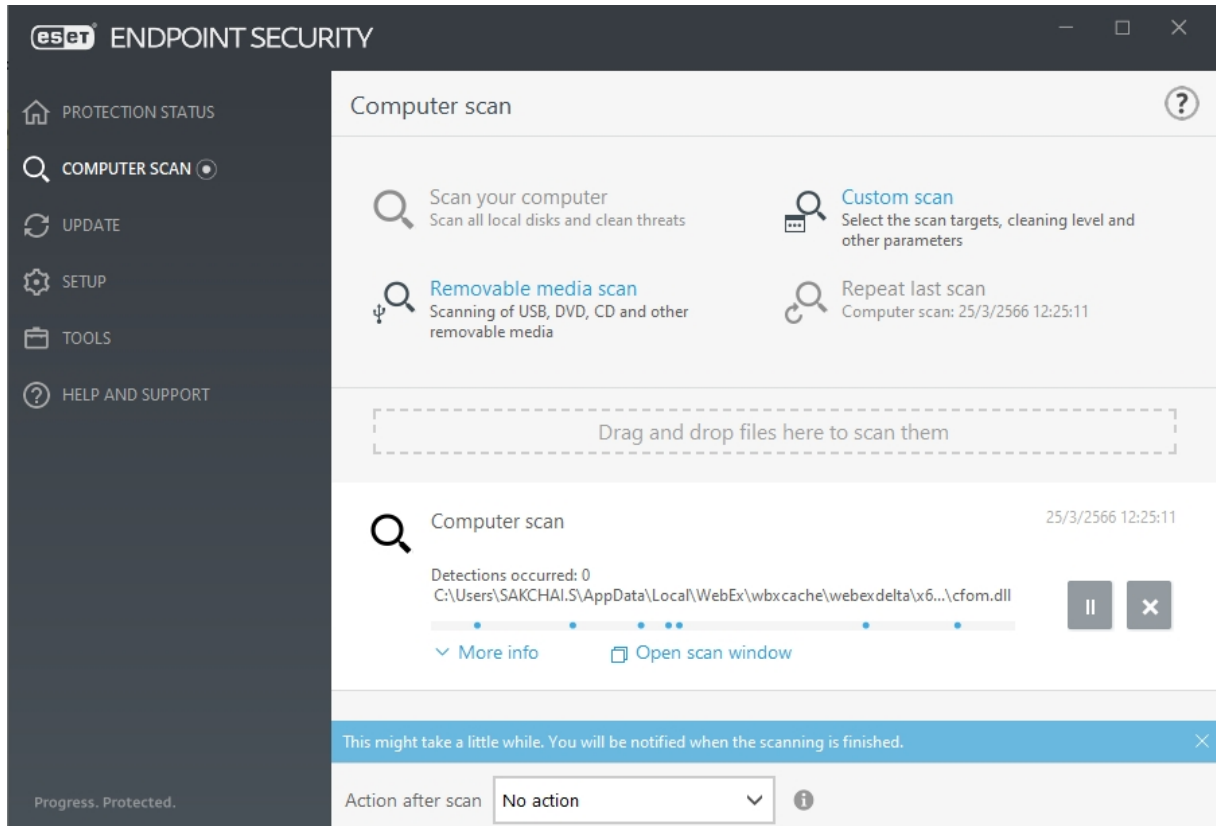 eset ENDPOINT SECURITY
PROTECTION STATUS
COMPUTER SCAN
UPDATE
SETUP
TOOLS
HELP AND SUPPORT
Progress. Protected.
Computer scan
?
Scan your computer
Scan all local disks and clean threats
Custom scan
Select the scan targets, cleaning level and
other parameters
Removable media scan
Scanning of USB, DVD, CD and other
removable media
Repeat last scan
Computer scan: 25/3/2566 12:25:11
Drag and drop files here to scan them
Computer scan
25/3/2566 12:25:11
Detections occurred: 0
C:\Users\SAKCHAI.S\AppData\Local\WebEx\wbxcache\webexdelta\x6...\cfom.dll
More info
Open scan window
This might take a little while. You will be notified when the scanning is finished.
Action after scan
No action